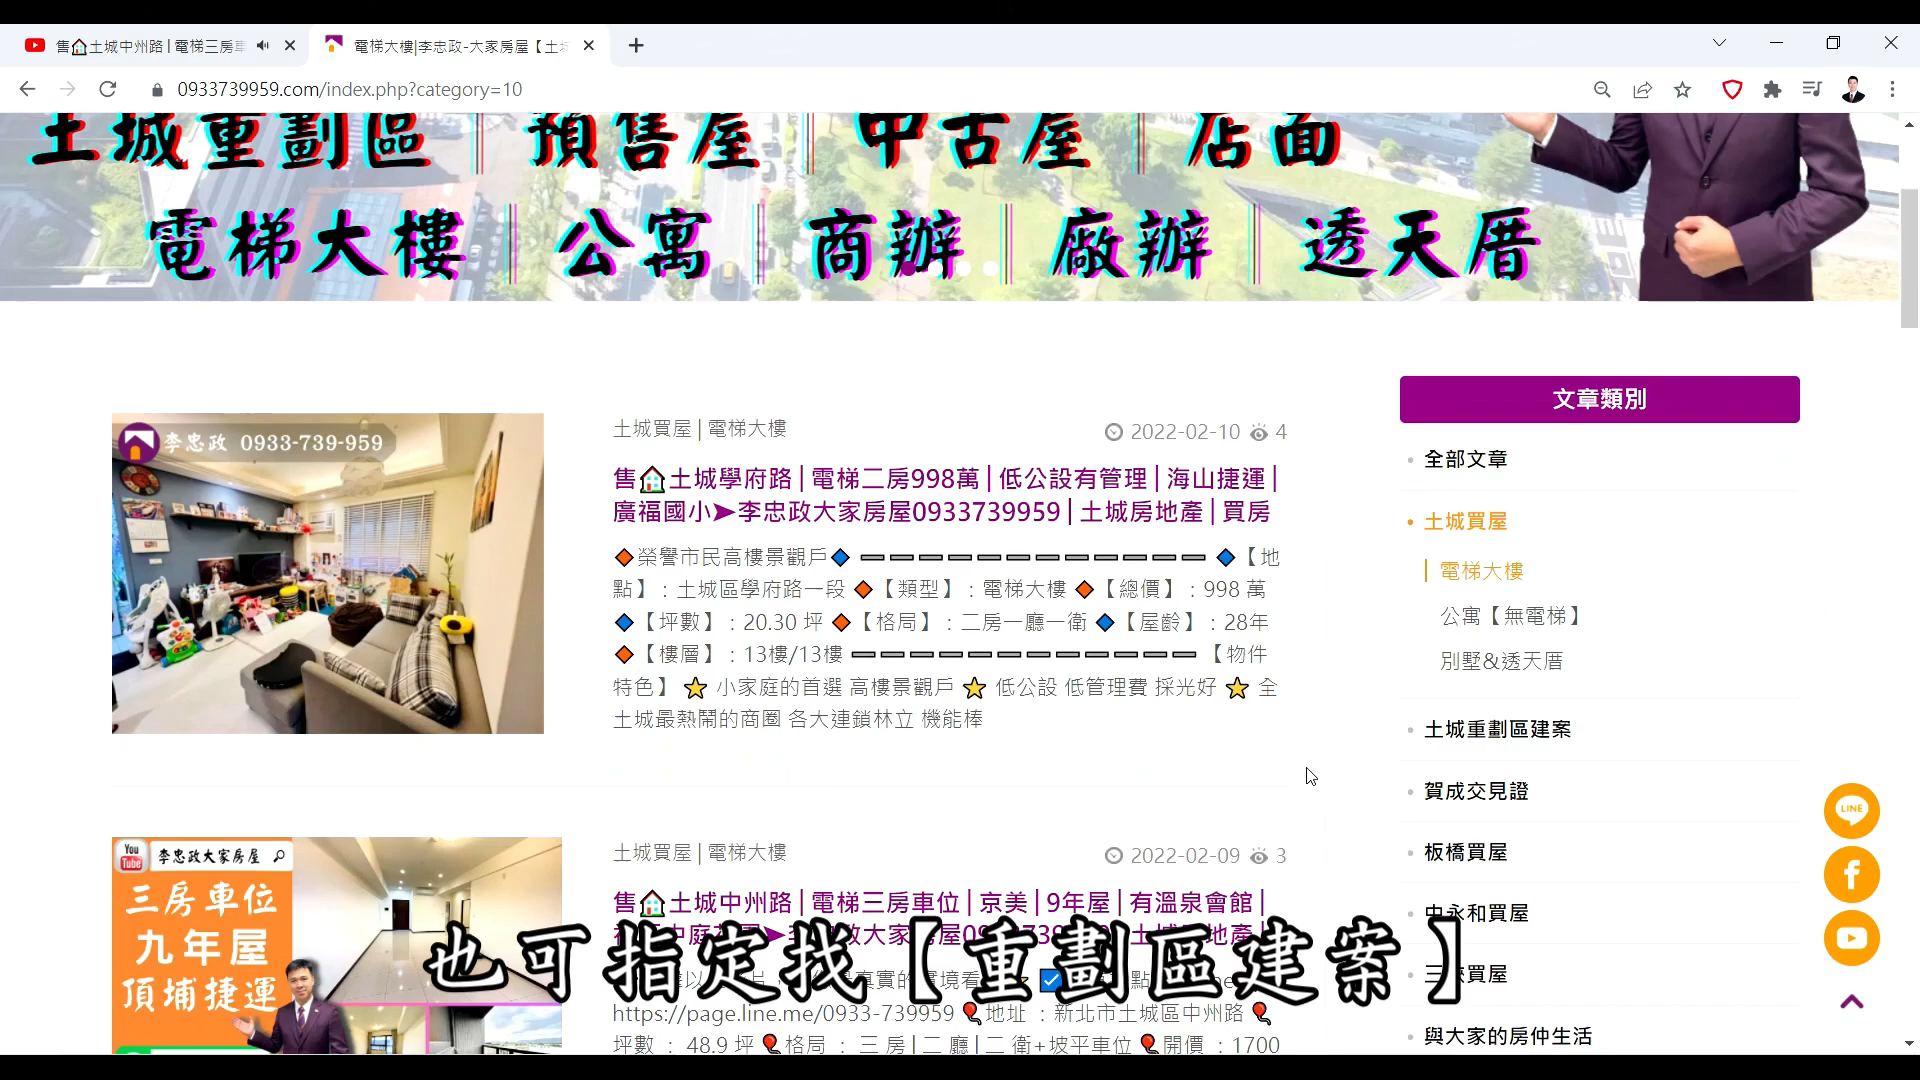 售🏠土城中州路|電梯三房車
電梯大樓|李忠政-大家房屋【土
0933739959.com/index.php?category=10
土城重劃區|預售屋|中古屋|店面
電梯大樓|公寓|商辦|廠辦|透天厝
李忠政 0933-739-959
土城買屋|電梯大樓
2022-02-10 4
售🏠土城學府路|電梯二房998萬|低公設有管理|海山捷運|
廣福國小➤李忠政大家房屋0933739959|土城房地產|買房
🔶榮譽市民高樓景觀戶🔷 ➖➖➖➖➖➖➖➖➖➖➖➖ 🔷【地
點】:土城區學府路一段 🔶【類型】:電梯大樓 🔶【總價】:998 萬
🔷【坪數】:20.30 坪 🔶【格局】:二房一廳一衛 🔷【屋齡】:28年
🔶【樓層】:13樓/13樓 ➖➖➖➖➖➖➖➖➖➖➖➖ 【物件
特色】 ⭐ 小家庭的首選 高樓景觀戶 ⭐ 低公設 低管理費 採光好 ⭐ 全
土城最熱鬧的商圈 各大連鎖林立 機能棒
You Tube 李忠政大家房屋
三房車位
九年屋
頂埔捷運
土城買屋|電梯大樓
2022-02-09 3
售🏠土城中州路|電梯三房車位|京美|9年屋|有溫泉會館|
https://page.line.me/0933-739959 🎈地址 :新北市土城區中州路 🎈
坪數 : 48.9 坪 🎈格局 : 三 房|二 廳|二 衛+坡平車位 🎈開價 :1700
也可指定找【重劃區建案】
文章類別
全部文章
土城買屋
電梯大樓
公寓【無電梯】
別墅&透天厝
土城重劃區建案
賀成交見證
板橋買屋
中永和買屋
三峽買屋
與大家的房仲生活
LINE